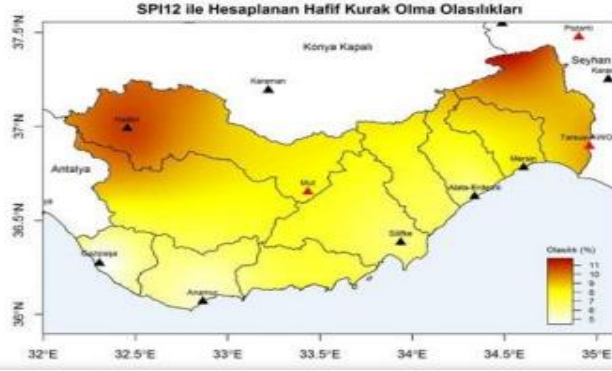 SPI12 ile Hesaplanan Hafif Kurak Olma Olasılıkları
37.5°N
37°N
36.5°N
36°N
Pozantı
Konya Kapalı
Seyhan
Karaman
Hadim
Tarsus
Antalya
Mersin
Mut
Alata-Erdemli
Silifke
Gazipaşa
Anamur
Olasılık (%)
11
10
9
8
7
6
5
32°E
32.5°E
33°E
33.5°E
34°E
34.5°E
35°E